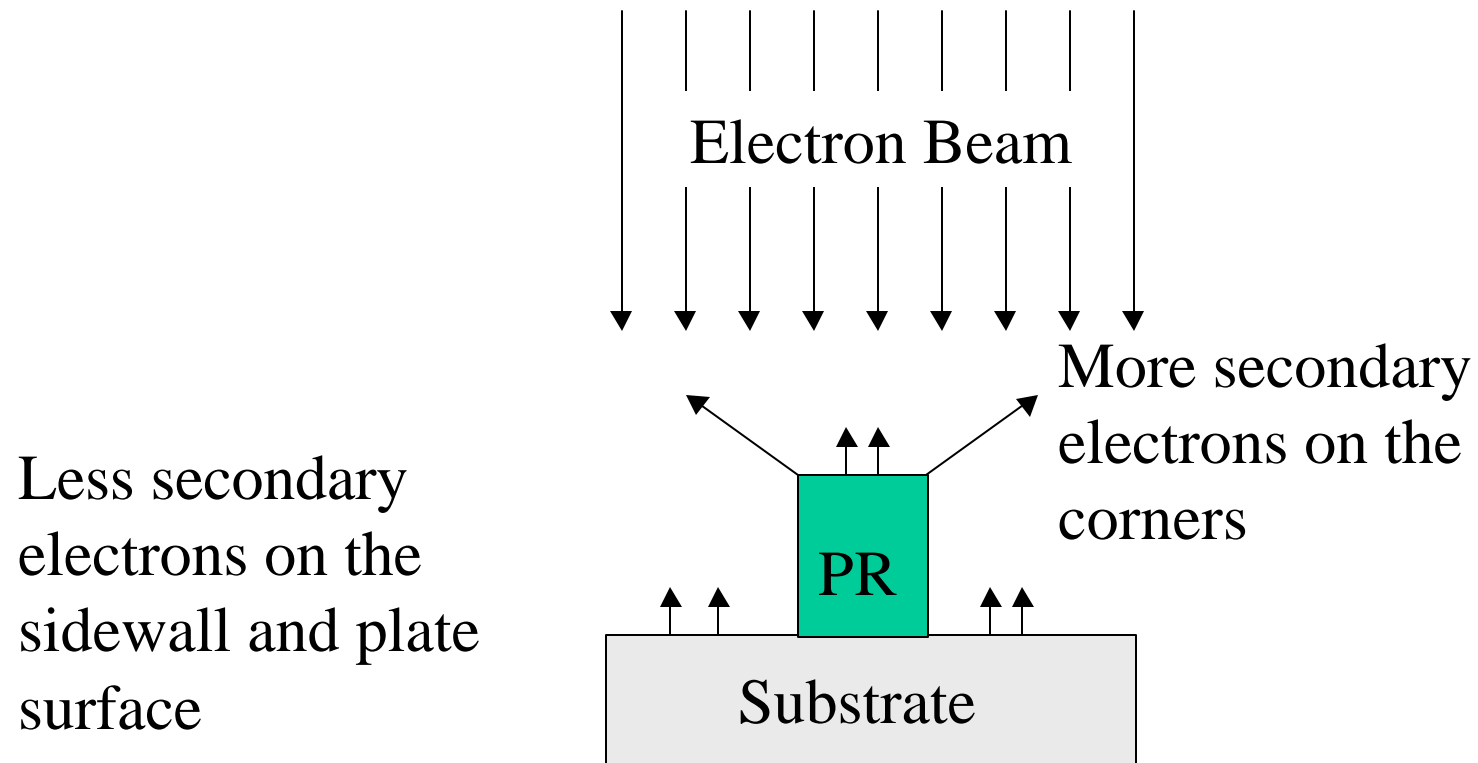 Electron Beam
More secondary
electrons on the
corners
Less secondary
electrons on the
sidewall and plate
surface
PR
Substrate